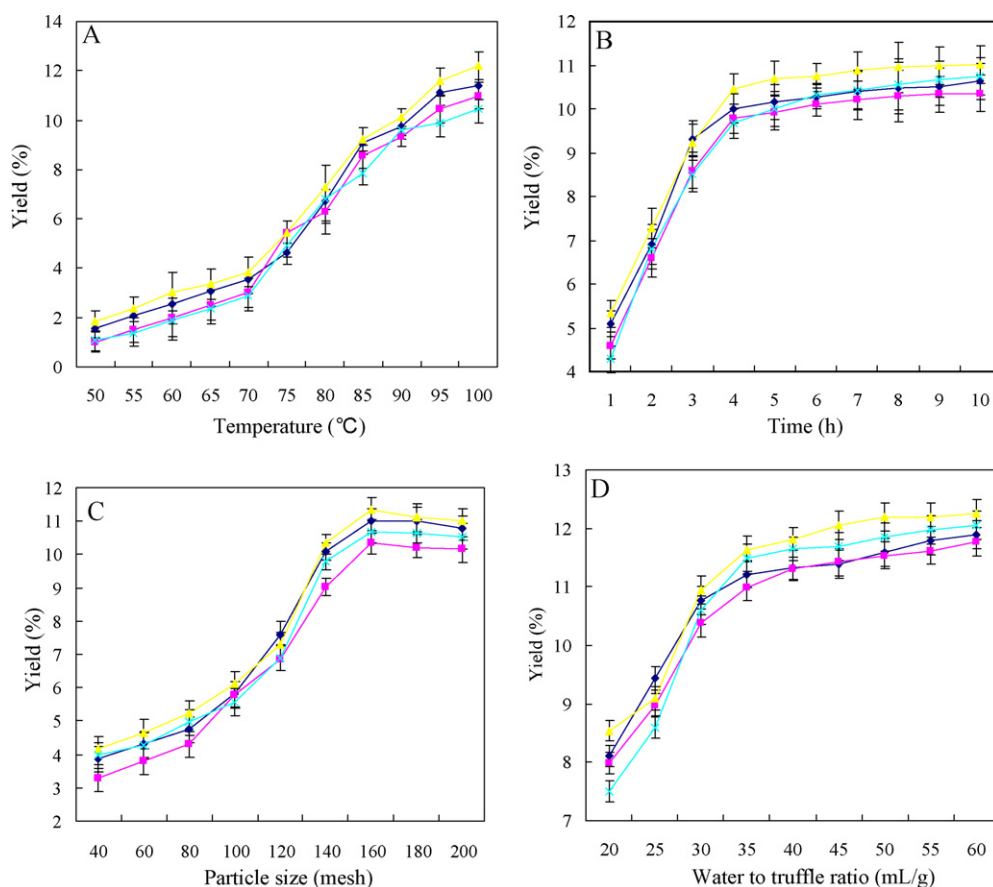 A
14
12
10
8
6
4
2
0
Yield (%)
50 55 60 65 70 75 80 85 90 95 100
Temperature (℃)
B
12
11
10
9
8
7
6
5
4
Yield (%)
1 2 3 4 5 6 7 8 9 10
Time (h)
C
12
11
10
9
8
7
6
5
4
3
2
Yield (%)
40 60 80 100 120 140 160 180 200
Particle size (mesh)
D
13
12
11
10
9
8
7
Yield (%)
20 25 30 35 40 45 50 55 60
Water to truffle ratio (mL/g)